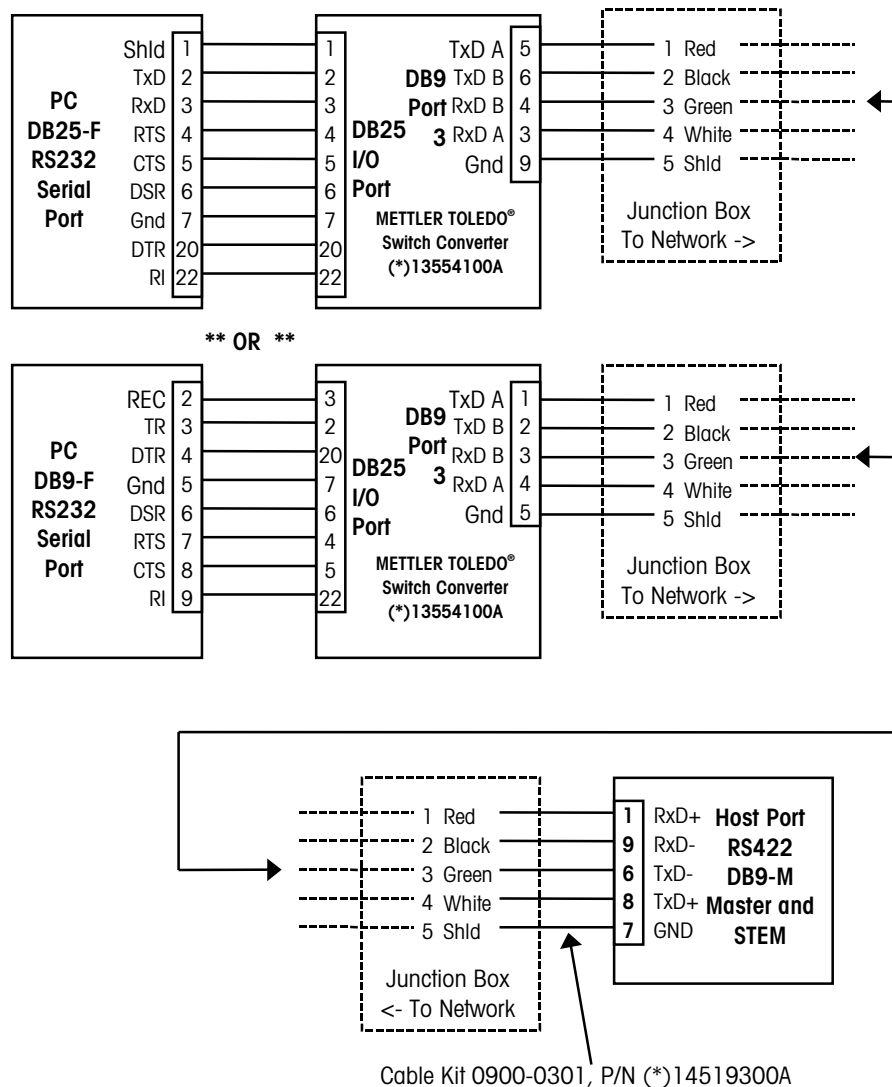 PC
DB25-F
RS232
Serial
Port
Shld 1
TxD 2
RxD 3
RTS 4
CTS 5
DSR 6
Gnd 7
DTR 20
RI 22
1
2
3
4
5
6
7
20
22
DB25
I/O
Port
DB9
Port
3
TxD A 5
TxD B 6
RxD B 4
RxD A 3
Gnd 9
METTLER TOLEDO®
Switch Converter
(*)13554100A
1 Red
2 Black
3 Green
4 White
5 Shld
Junction Box
To Network ->
** OR **
PC
DB9-F
RS232
Serial
Port
REC 2
TR 3
DTR 4
Gnd 5
DSR 6
RTS 7
CTS 8
RI 9
3
2
20
7
6
4
5
22
DB25
I/O
Port
DB9
Port
3
TxD A 1
TxD B 2
RxD B 3
RxD A 4
Gnd 5
METTLER TOLEDO®
Switch Converter
(*)13554100A
1 Red
2 Black
3 Green
4 White
5 Shld
Junction Box
To Network ->
1 Red
2 Black
3 Green
4 White
5 Shld
Junction Box
<- To Network
1 RxD+
9 RxD-
6 TxD-
8 TxD+
7 GND
Host Port
RS422
DB9-M
Master and
STEM
Cable Kit 0900-0301, P/N (*)14519300A